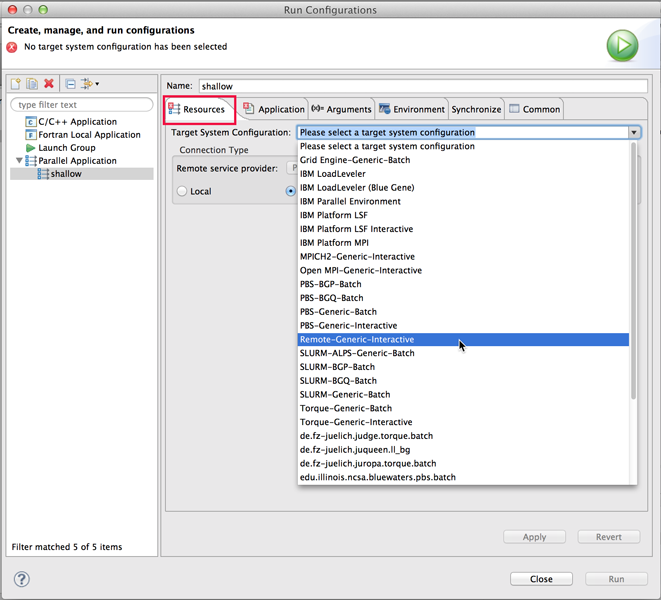 Run Configurations
Create, manage, and run configurations
No target system configuration has been selected
type filter text
C/C++ Application
Fortran Local Application
Launch Group
Parallel Application
shallow
Filter matched 5 of 5 items
Name: shallow
Resources Application (x)= Arguments Environment Synchronize Common
Target System Configuration: Please select a target system configuration
Connection Type
Remote service provider:
Local
Please select a target system configuration
Grid Engine-Generic-Batch
IBM LoadLeveler
IBM LoadLeveler (Blue Gene)
IBM Parallel Environment
IBM Platform LSF
IBM Platform LSF Interactive
IBM Platform MPI
MPICH2-Generic-Interactive
Open MPI-Generic-Interactive
PBS-BGP-Batch
PBS-BGQ-Batch
PBS-Generic-Batch
PBS-Generic-Interactive
Remote-Generic-Interactive
SLURM-ALPS-Generic-Batch
SLURM-BGP-Batch
SLURM-BGQ-Batch
SLURM-Generic-Batch
Torque-Generic-Batch
Torque-Generic-Interactive
de.fz-juelich.judge.torque.batch
de.fz-juelich.juqueen.ll_bg
de.fz-juelich.juropa.torque.batch
edu.illinois.ncsa.bluewaters.pbs.batch
Apply Revert
? Close Run